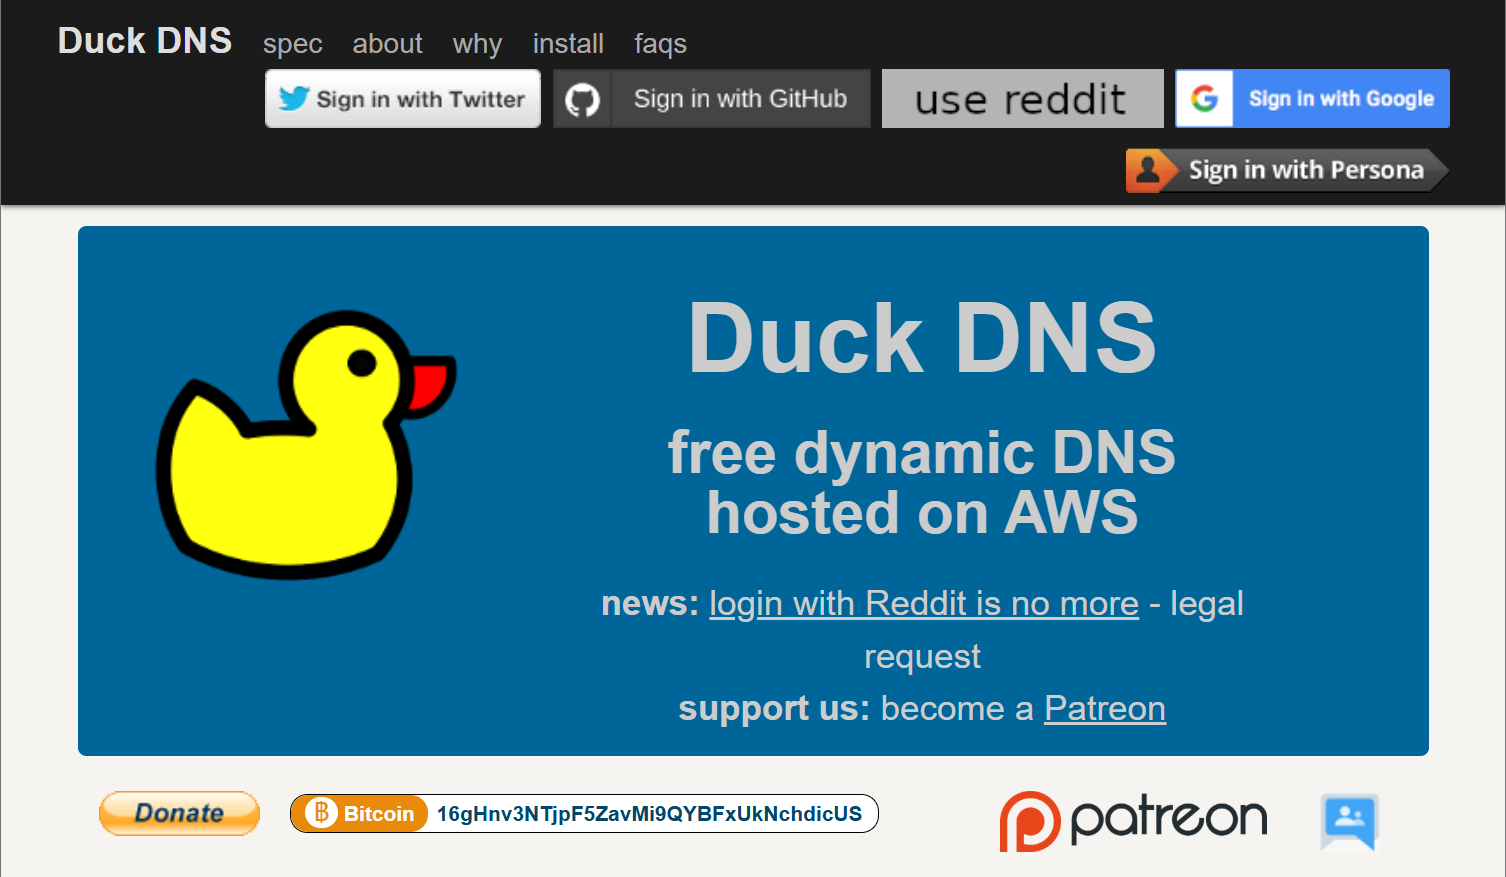 Duck DNS spec about why install faqs
Sign in with Twitter Sign in with GitHub use reddit Sign in with Google
Sign in with Persona
Duck DNS
free dynamic DNS
hosted on AWS
news: login with Reddit is no more - legal
request
support us: become a Patreon
Donate Bitcoin 16gHnv3NTjpF5ZavMi9QYBFxUkNchdicUS patreon